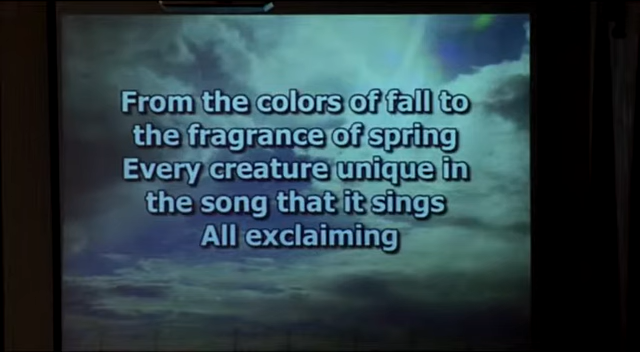 From the colors of fall to
the fragrance of spring
Every creature unique in
the song that it sings
All exclaiming